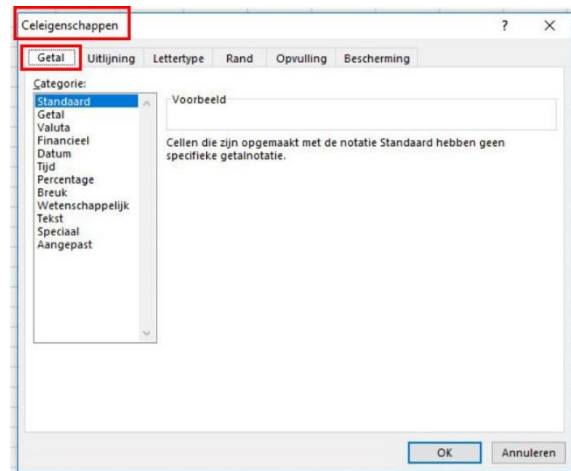 Celeigenschappen
Getal Uitlijning Lettertype Rand Opvulling Bescherming
Categorie:
Standaard
Getal
Valuta
Financieel
Datum
Tijd
Percentage
Breuk
Wetenschappelijk
Tekst
Speciaal
Aangepast
Voorbeeld
Cellen die zijn opgemaakt met de notatie Standaard hebben geen
specifieke getalnotatie.
OK Annuleren